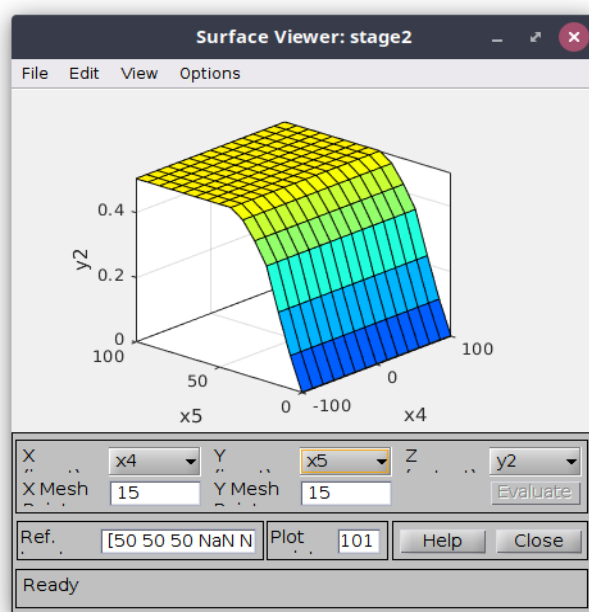 Surface Viewer: stage2
File Edit View Options
0.4
0.2
0
y2
100
50
0
x5
-100
0
100
x4
X x4 Y x5 Z y2
X Mesh 15 Y Mesh 15 Evaluate
Ref. [50 50 50 NaN N Plot 101 Help Close
Ready